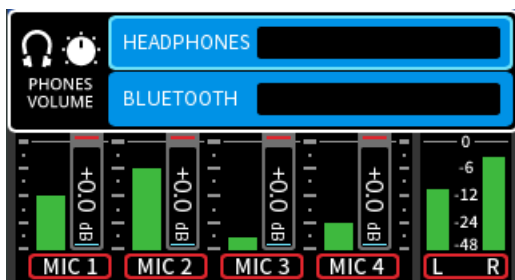 HEADPHONES
PHONES
VOLUME
BLUETOOTH
+0.0 dB
+0.0 dB
+0.0 dB
+0.0 dB
0
-6
-12
-24
-48
MIC 1
MIC 2
MIC 3
MIC 4
L
R